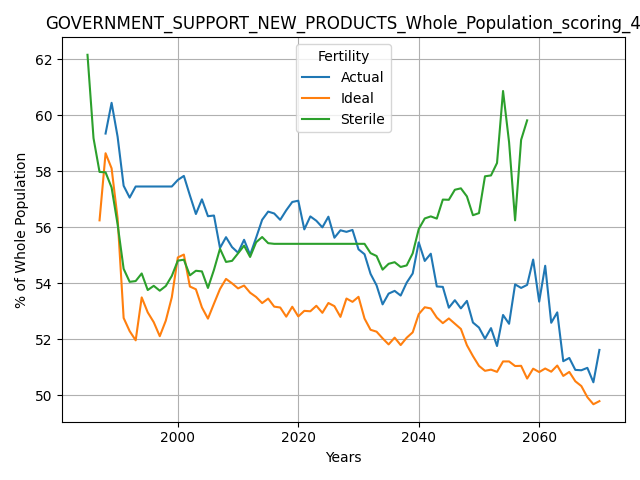 GOVERNMENT_SUPPORT_NEW_PRODUCTS_Whole_Population_scoring_4
Fertility
Actual
Ideal
Sterile
% of Whole Population
62
60
58
56
54
52
50
2000
2020
2040
2060
Years